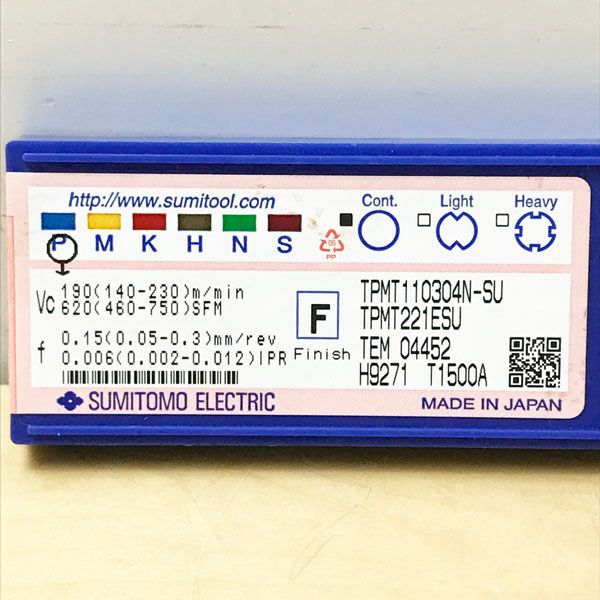 http://www.sumitool.com/
Cont. Light Heavy
P M K H N S
05
PP
Vc 190(140-230)m/min
620(460-750)SFM
f 0.15(0.05-0.3)mm/rev
0.006(0.002-0.012)IPR
F
Finish
TPMT110304N-SU
TPMT221ESU
TEM 04452
H9271 T1500A
SUMITOMO ELECTRIC
MADE IN JAPAN